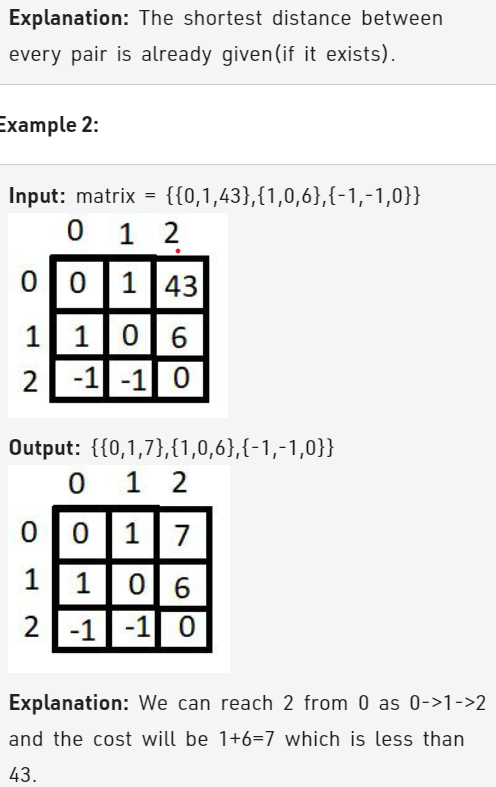 Explanation: The shortest distance between
every pair is already given(if it exists).
Example 2:
Input: matrix = {{0,1,43},{1,0,6},{-1,-1,0}}
0 1 2
0 0 1 43
1 1 0 6
2 -1 -1 0
Output: {{0,1,7},{1,0,6},{-1,-1,0}}
0 1 2
0 0 1 7
1 1 0 6
2 -1 -1 0
Explanation: We can reach 2 from 0 as 0->1->2
and the cost will be 1+6=7 which is less than
43.